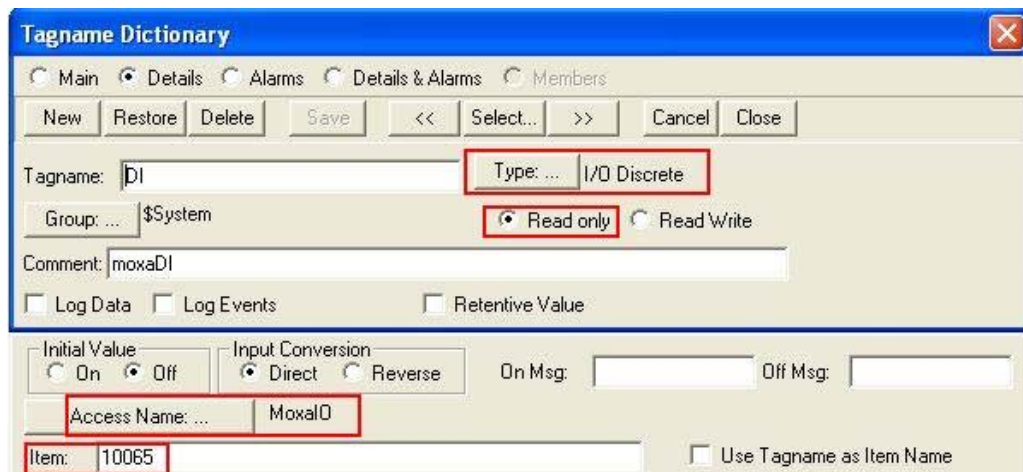 Tagname Dictionary
Main Details Alarms Details & Alarms Members
New Restore Delete Save << Select... >> Cancel Close
Tagname: DI Type: ... I/O Discrete
Group: ... $System Read only Read Write
Comment: moxaDI
Log Data Log Events Retentive Value
Initial Value Input Conversion
On Off Direct Reverse On Msg: Off Msg:
Access Name: ... MoxaIO
Item: 10065 Use Tagname as Item Name